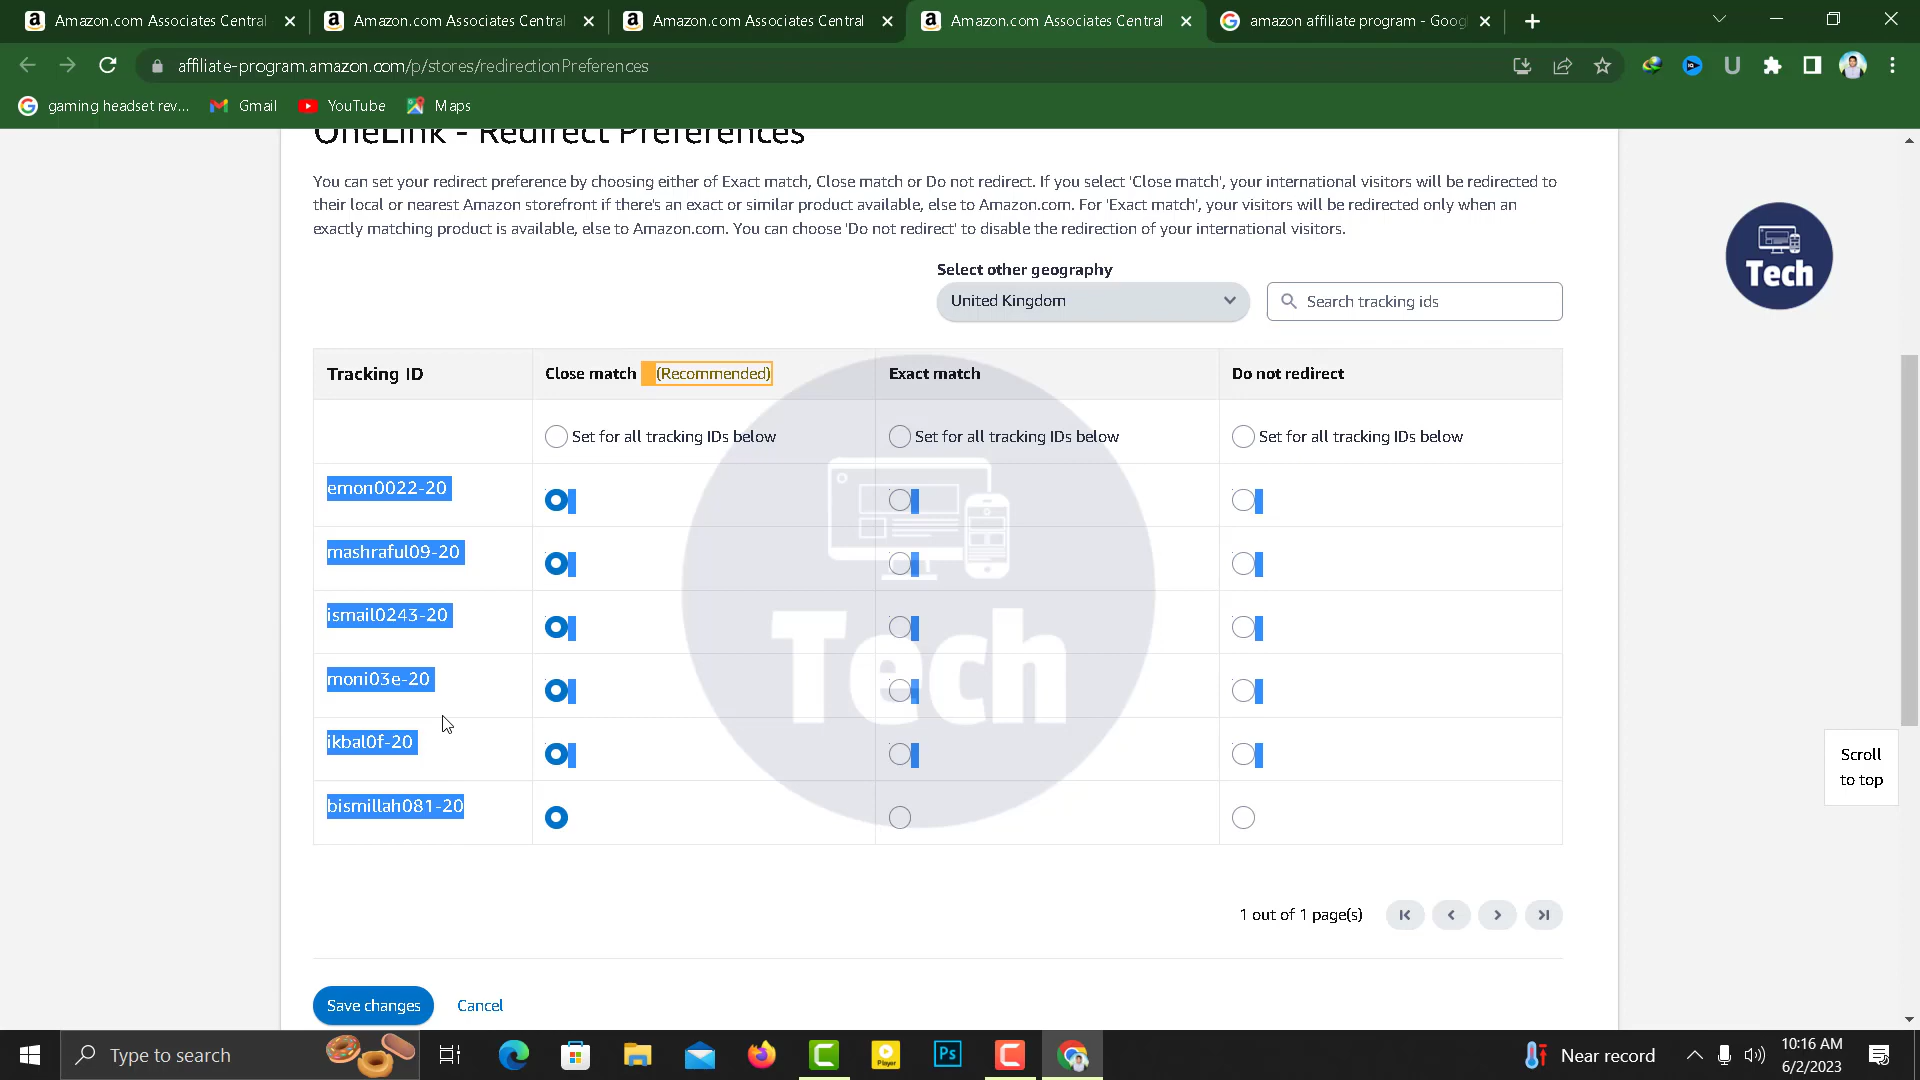 Amazon.com Associates Central
Amazon.com Associates Central
Amazon.com Associates Central
Amazon.com Associates Central
amazon affiliate program - Goog
affiliate-program.amazon.com/p/stores/redirectionPreferences
gaming headset rev...
Gmail
YouTube
Maps
OneLink - Redirect Preferences
You can set your redirect preference by choosing either of Exact match, Close match or Do not redirect. If you select 'Close match', your international visitors will be redirected to
their local or nearest Amazon storefront if there's an exact or similar product available, else to Amazon.com. For 'Exact match', your visitors will be redirected only when an
exactly matching product is available, else to Amazon.com. You can choose 'Do not redirect' to disable the redirection of your international visitors.
Select other geography
United Kingdom
Search tracking ids
Tech
Tracking ID
Close match (Recommended)
Exact match
Do not redirect
Set for all tracking IDs below
Set for all tracking IDs below
Set for all tracking IDs below
emon0022-20
mashraful09-20
ismail0243-20
moni03e-20
ikbal0f-20
bismillah081-20
Tech
Scroll
to top
1 out of 1 page(s)
Save changes
Cancel
Type to search
Ps
Player
Near record
10:16 AM
6/2/2023